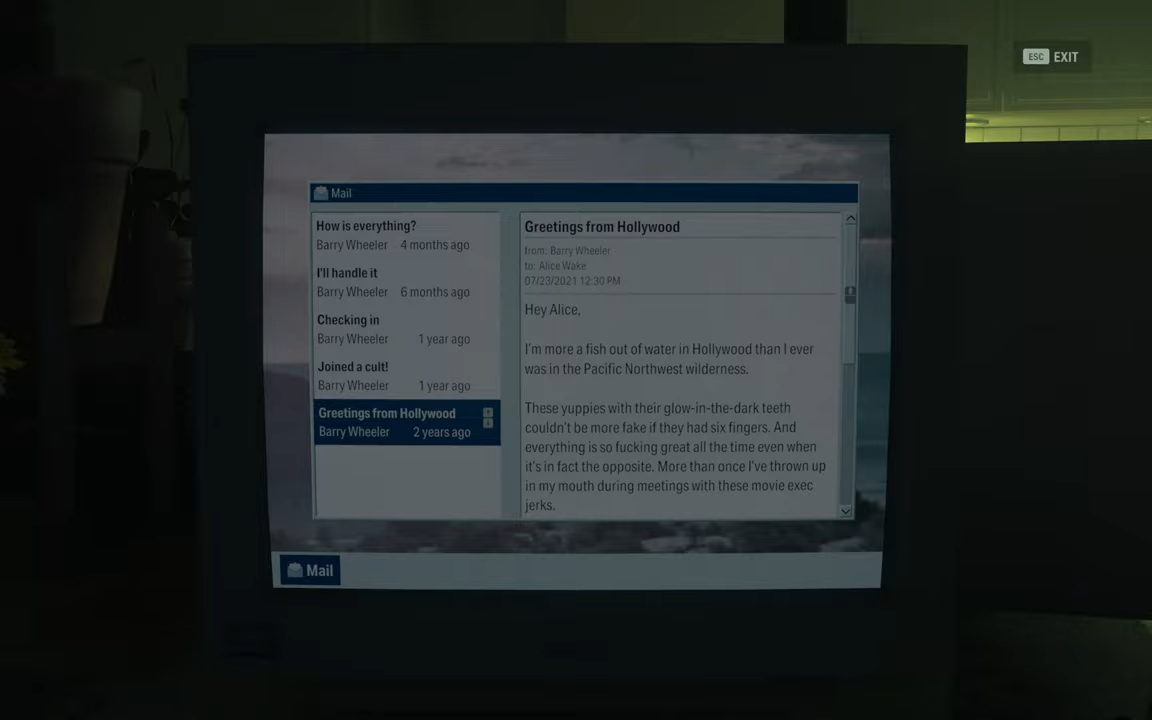 ESC EXIT
Mail
How is everything?
Barry Wheeler 4 months ago
I'll handle it
Barry Wheeler 6 months ago
Checking in
Barry Wheeler 1 year ago
Joined a cult!
Barry Wheeler 1 year ago
Greetings from Hollywood
Barry Wheeler 2 years ago
Greetings from Hollywood
from: Barry Wheeler
to: Alice Wake
07/23/2021 12:30 PM
Hey Alice,
I'm more a fish out of water in Hollywood than I ever
was in the Pacific Northwest wilderness.
These yuppies with their glow-in-the-dark teeth
couldn't be more fake if they had six fingers. And
everything is so fucking great all the time even when
it's in fact the opposite. More than once I've thrown up
in my mouth during meetings with these movie exec
jerks.
Mail